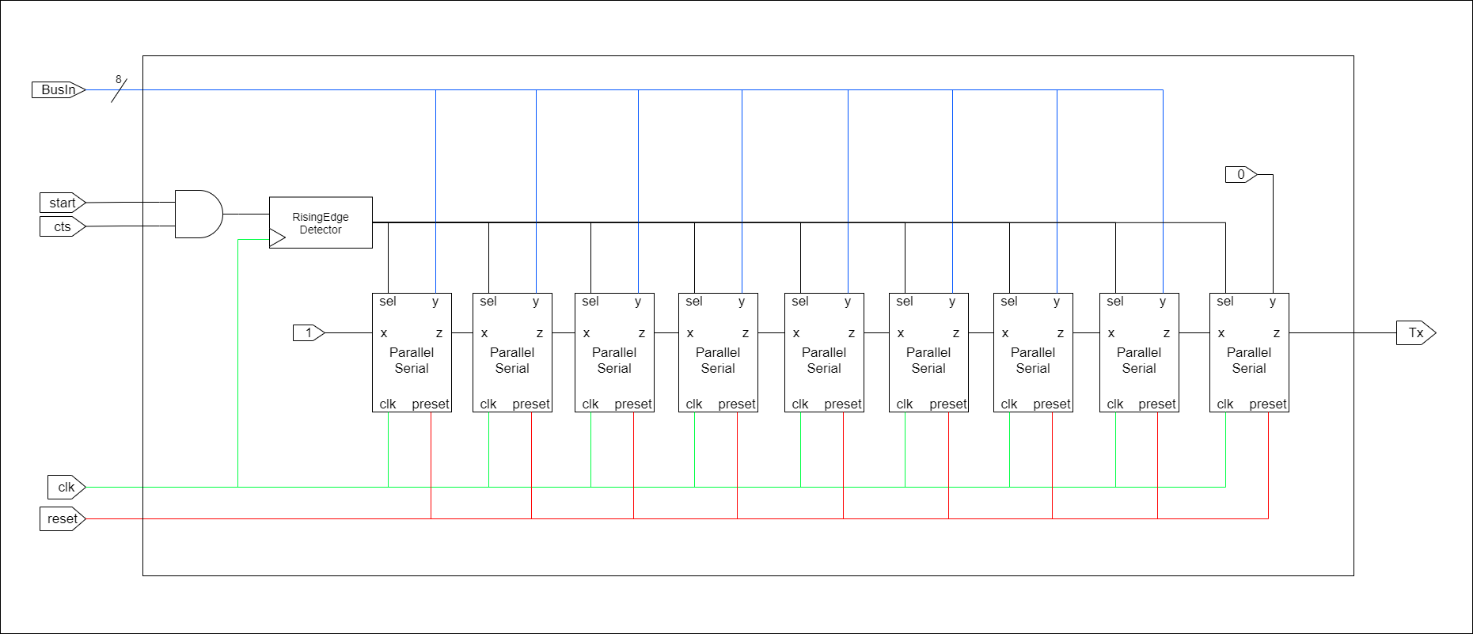 8
BusIn
0
start
cts
RisingEdge
Detector
sel y sel y sel y sel y sel y sel y sel y sel y sel y
1
x z x z x z x z x z x z x z x z x z
Tx
Parallel Parallel Parallel Parallel Parallel Parallel Parallel Parallel Parallel
Serial Serial Serial Serial Serial Serial Serial Serial Serial
clk preset clk preset clk preset clk preset clk preset clk preset clk preset clk preset clk preset
clk
reset